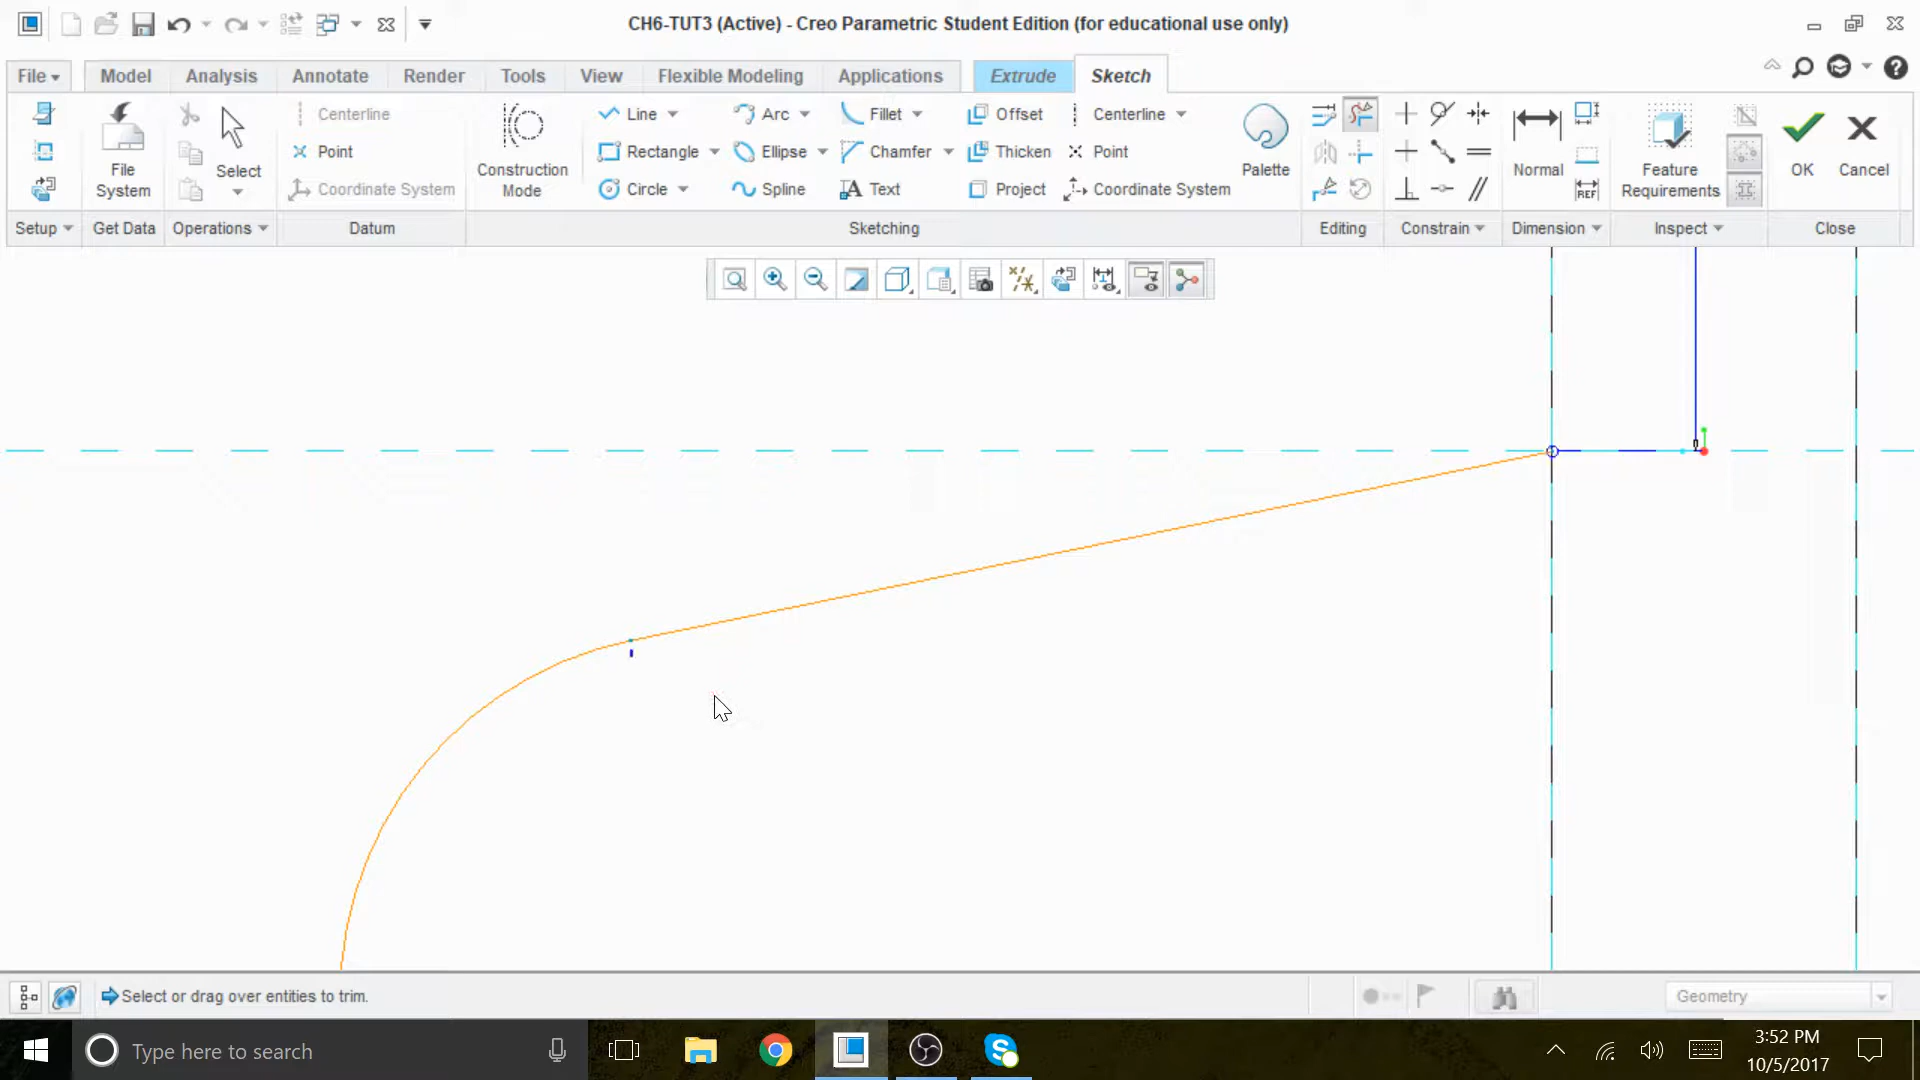 CH6-TUT3 (Active) - Creo Parametric Student Edition (for educational use only)
File Model Analysis Annotate Render Tools View Flexible Modeling Applications Extrude Sketch
Centerline Line Arc Fillet Offset Centerline
Point Rectangle Ellipse Chamfer Thicken Point
File System Select Construction Mode Palette Normal Feature Requirements OK Cancel
Coordinate System Circle Spline Text Project Coordinate System REF
Setup Get Data Operations Datum Sketching Editing Constrain Dimension Inspect Close
Select or drag over entities to trim.
Geometry
Type here to search
3:52 PM
10/5/2017